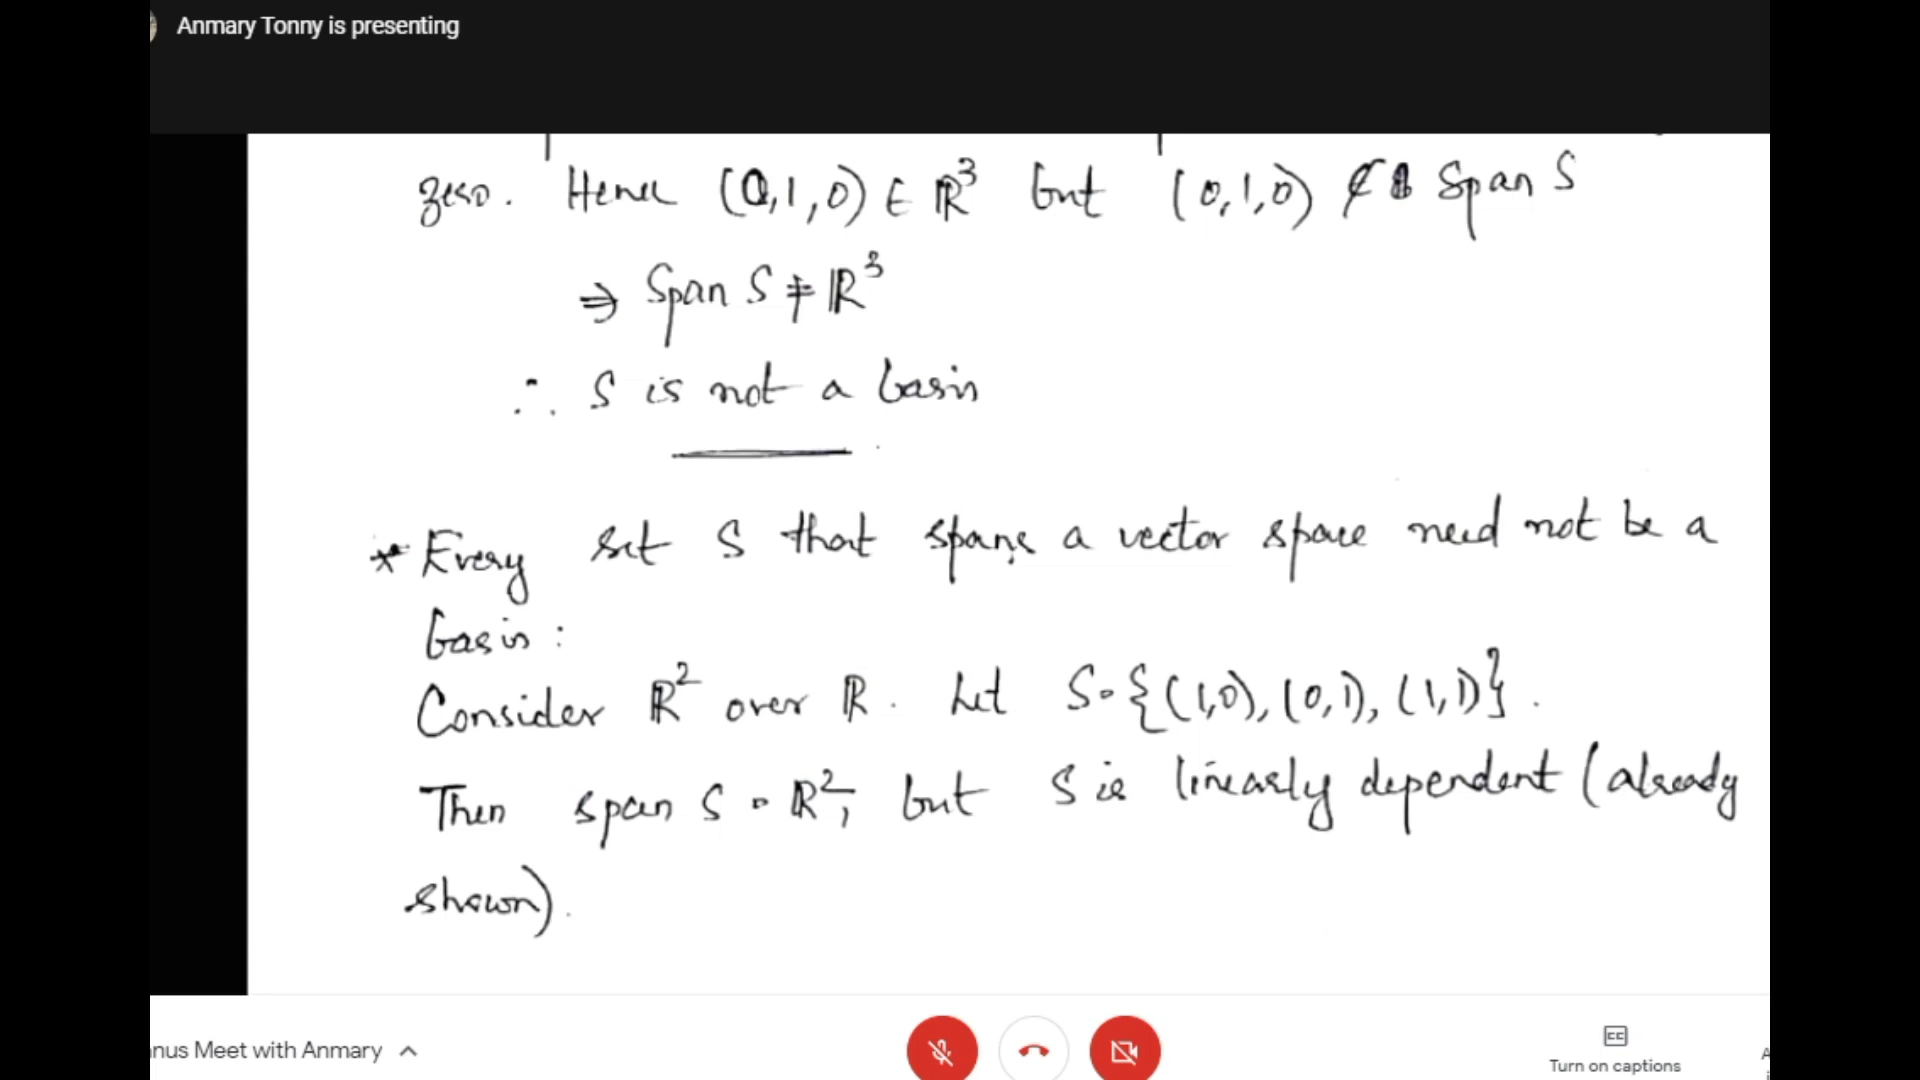 Anmary Tonny is presenting
zero. Hence (0,1,0) ∈ ℝ³ but (0,1,0) ∉ Span S
⇒ Span S ≠ ℝ³
∴ S is not a basis
* Every set S that spans a vector space need not be a
basis:
Consider ℝ² over ℝ. Let S = {(1,0), (0,1), (1,1)}.
Then span S = ℝ², but S is linearly dependent (already
shown).
nus Meet with Anmary
Turn on captions